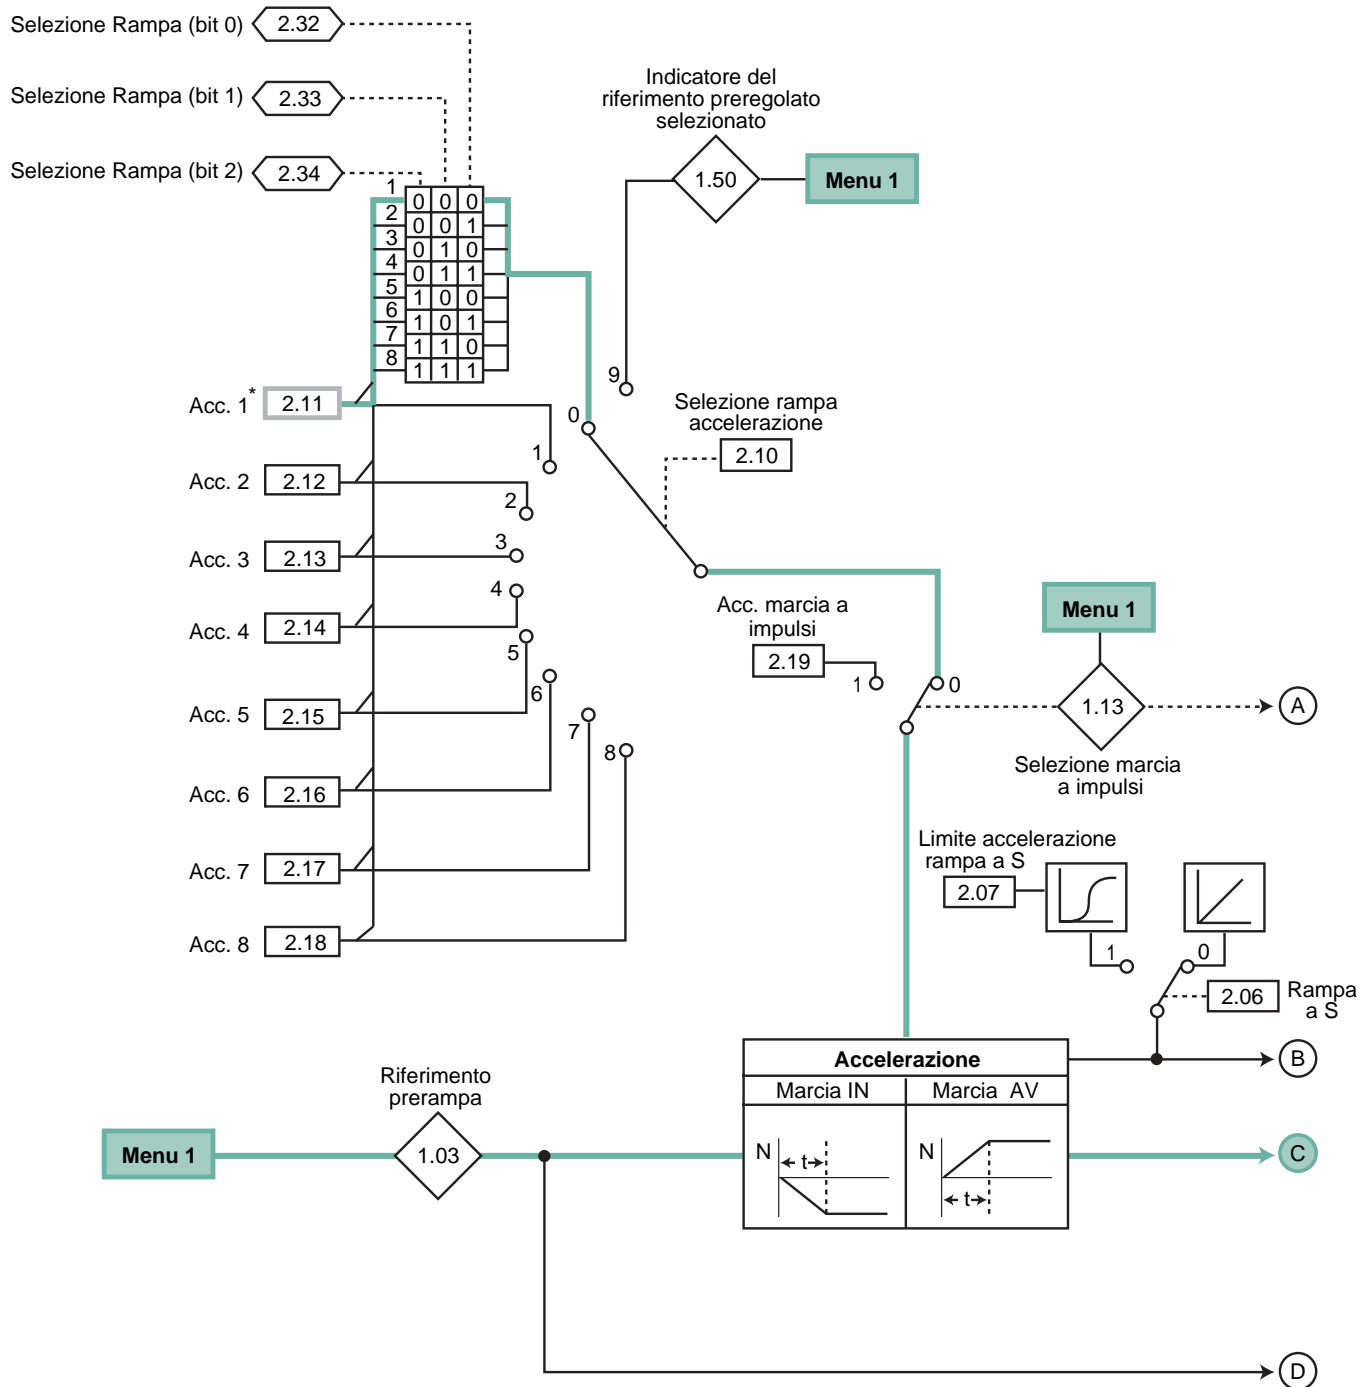 Selezione Rampa (bit 0) 2.32
Selezione Rampa (bit 1) 2.33
Selezione Rampa (bit 2) 2.34
Indicatore del
riferimento preregolato
selezionato
1.50
Menu 1
1 0 0 0
2 0 0 1
3 0 1 0
4 0 1 1
5 1 0 0
6 1 0 1
7 1 1 0
8 1 1 1
9
0
Selezione rampa
accelerazione
2.10
Acc. 1* 2.11
1
Acc. 2 2.12
2
Acc. 3 2.13
3
Acc. 4 2.14
4
Acc. 5 2.15
5
Acc. 6 2.16
6
Acc. 7 2.17
7
Acc. 8 2.18
8
Acc. marcia a
impulsi
2.19
1
0
Menu 1
1.13
A
Selezione marcia
a impulsi
Limite accelerazione
rampa a S
2.07
1
0
2.06
Rampa
a S
B
Accelerazione
Marcia IN
Marcia AV
N
t
N
t
C
Riferimento
prerampa
Menu 1
1.03
D